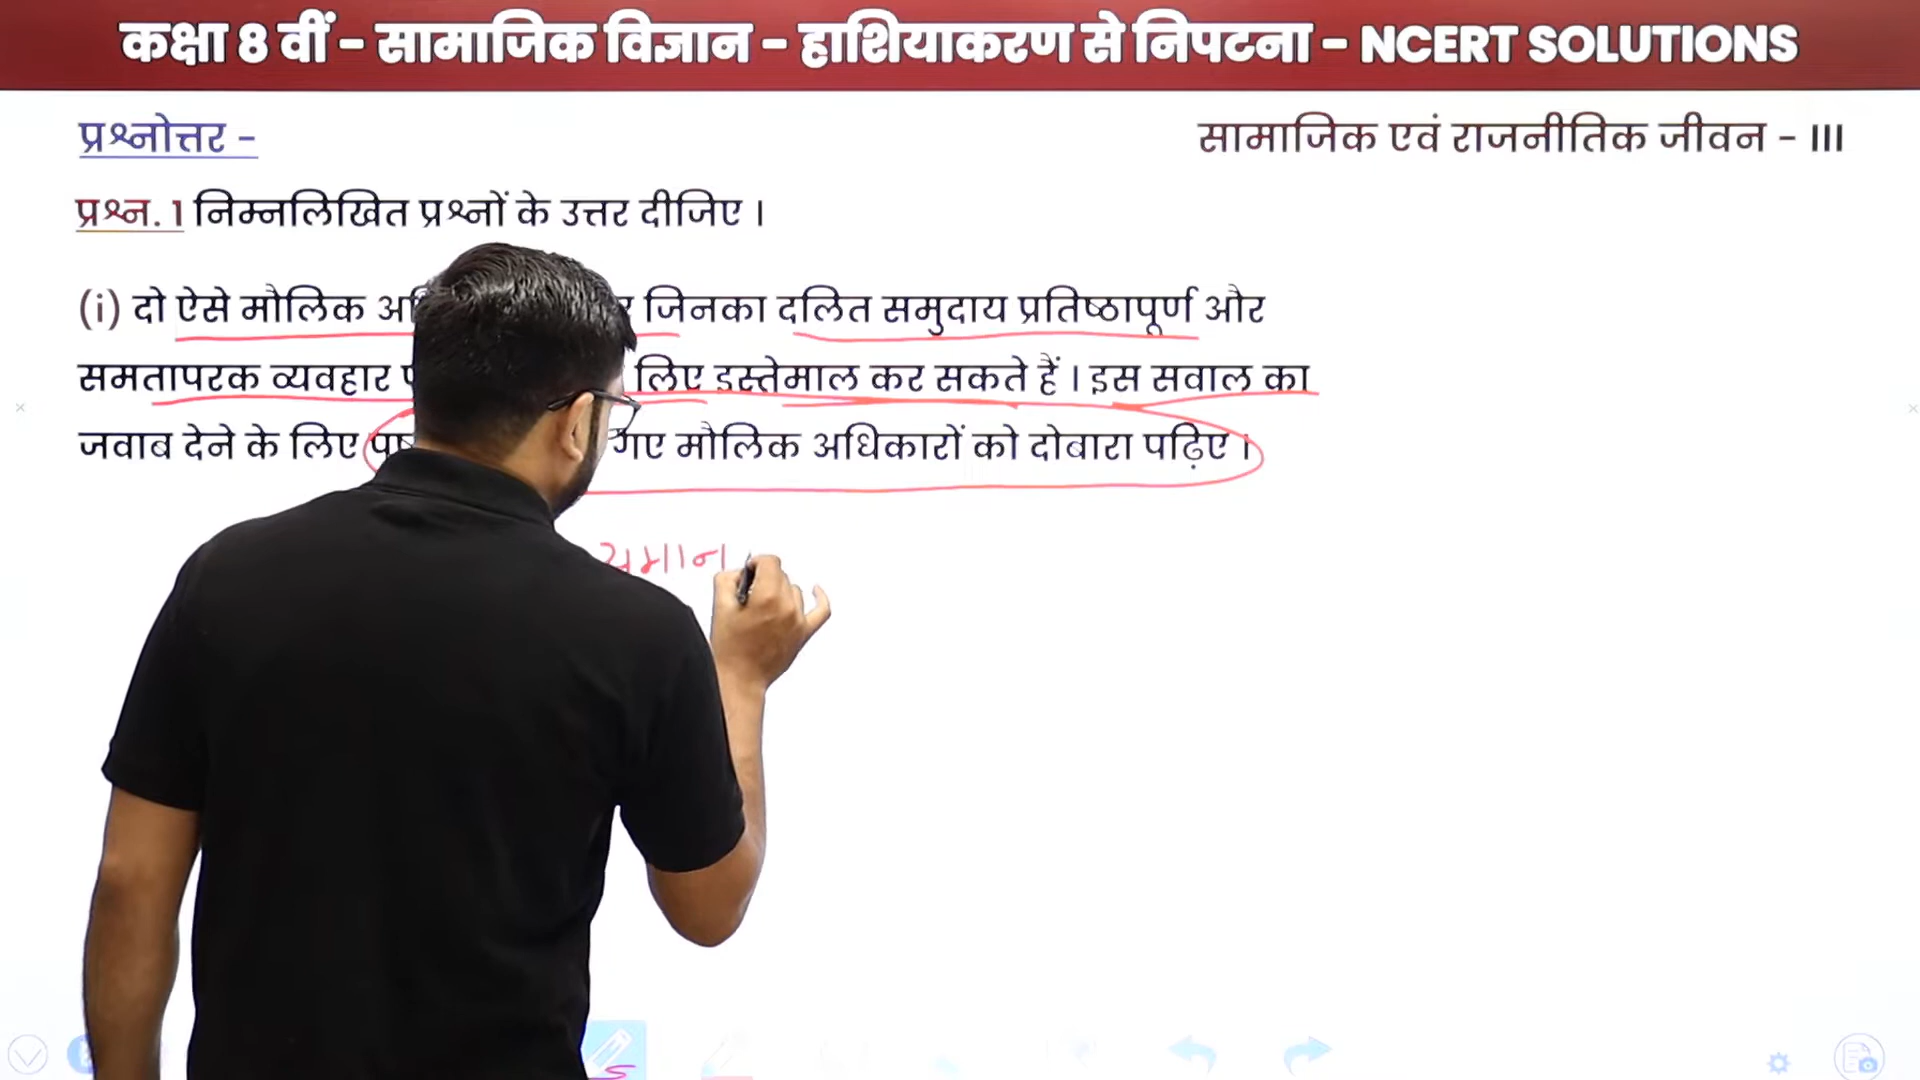 कक्षा 8 वीं - सामाजिक विज्ञान - हाशियाकरण से निपटना - NCERT SOLUTIONS
प्रश्नोत्तर -
सामाजिक एवं राजनीतिक जीवन - III
प्रश्न. 1 निम्नलिखित प्रश्नों के उत्तर दीजिए ।
(i) दो ऐसे मौलिक जिनका दलित समुदाय प्रतिष्ठापूर्ण और
समतापरक व्यवहार लिए इस्तेमाल कर सकते हैं । इस सवाल का
जवाब देने के लिए गए मौलिक अधिकारों को दोबारा पढ़िए ।
समान